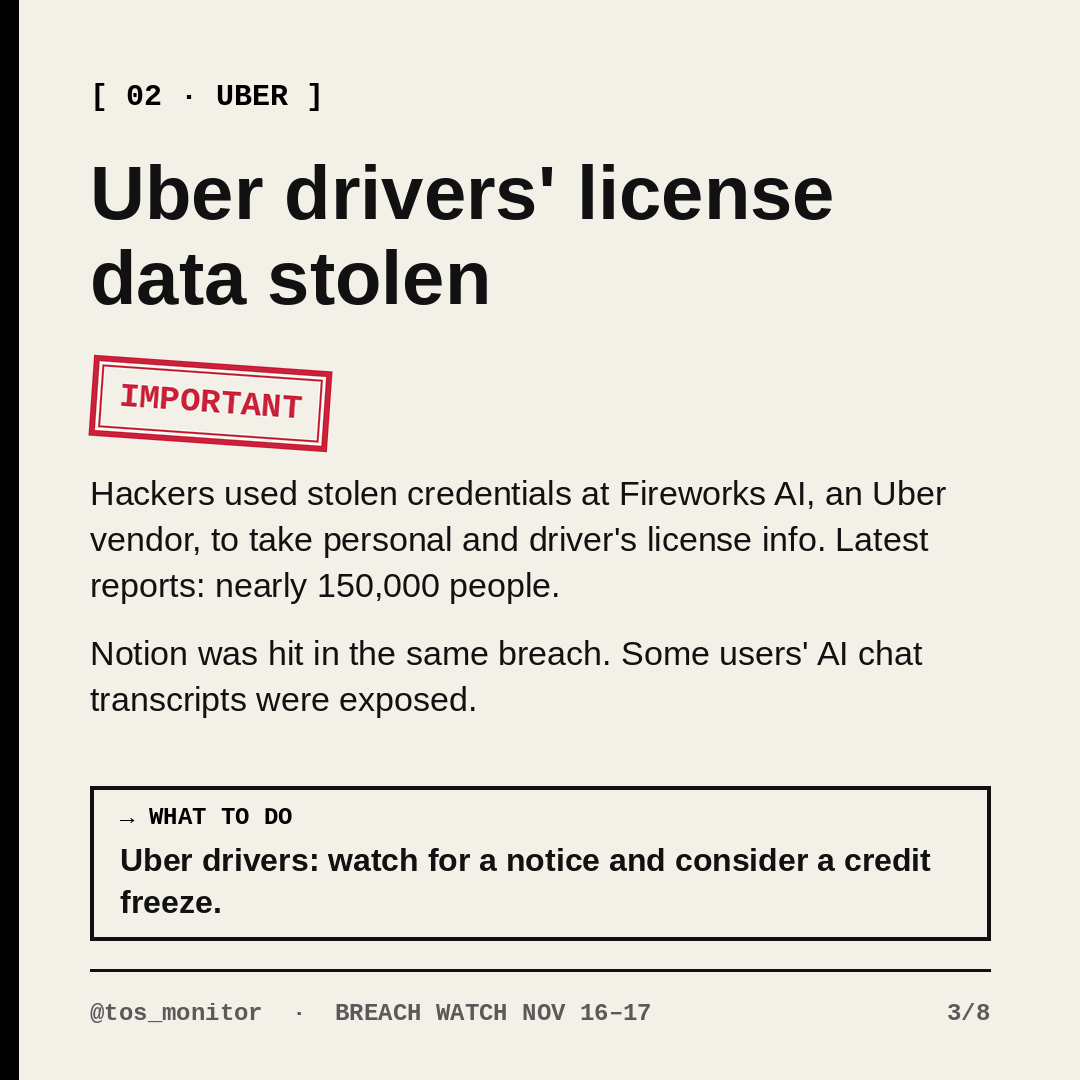 [ 02 · UBER ]
Uber drivers' license
data stolen
IMPORTANT
Hackers used stolen credentials at Fireworks AI, an Uber
vendor, to take personal and driver's license info. Latest
reports: nearly 150,000 people.
Notion was hit in the same breach. Some users' AI chat
transcripts were exposed.
→ WHAT TO DO
Uber drivers: watch for a notice and consider a credit
freeze.
@tos_monitor · BREACH WATCH NOV 16–17 3/8